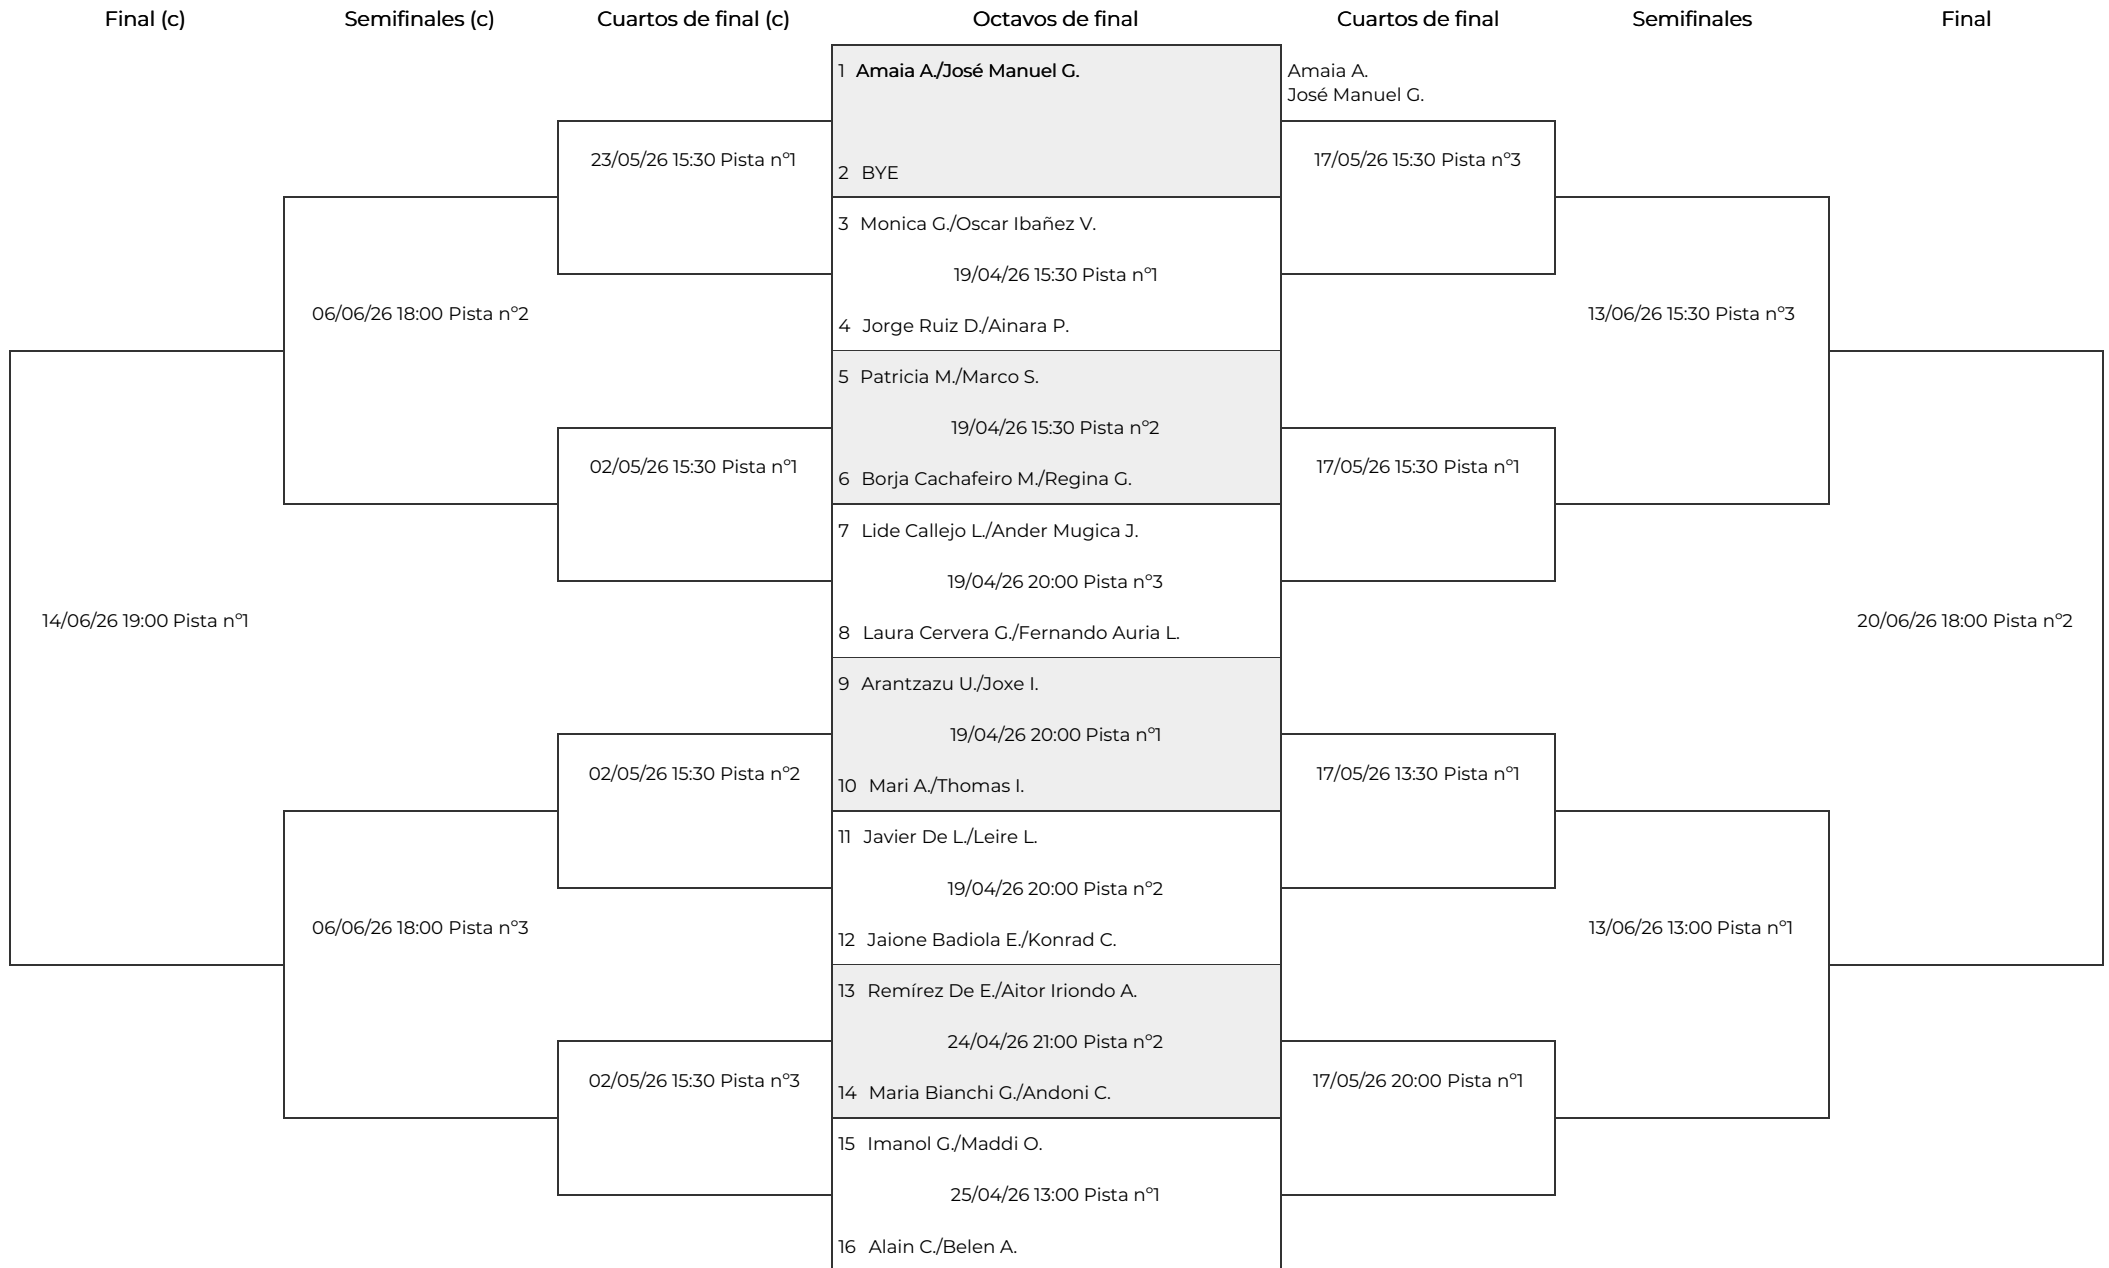 Final (c) Semifinales (c) Cuartos de final (c) Octavos de final Cuartos de final Semifinales Final
1 Amaia A./José Manuel G. Amaia A.
José Manuel G.
23/05/26 15:30 Pista nº1 17/05/26 15:30 Pista nº3
2 BYE
3 Monica G./Oscar Ibañez V.
19/04/26 15:30 Pista nº1
06/06/26 18:00 Pista nº2 13/06/26 15:30 Pista nº3
4 Jorge Ruiz D./Ainara P.
5 Patricia M./Marco S.
19/04/26 15:30 Pista nº2
02/05/26 15:30 Pista nº1 17/05/26 15:30 Pista nº1
6 Borja Cachafeiro M./Regina G.
7 Lide Callejo L./Ander Mugica J.
19/04/26 20:00 Pista nº3
14/06/26 19:00 Pista nº1 20/06/26 18:00 Pista nº2
8 Laura Cervera G./Fernando Auria L.
9 Arantzazu U./Joxe I.
19/04/26 20:00 Pista nº1
02/05/26 15:30 Pista nº2 17/05/26 13:30 Pista nº1
10 Mari A./Thomas I.
11 Javier De L./Leire L.
19/04/26 20:00 Pista nº2
06/06/26 18:00 Pista nº3 13/06/26 13:00 Pista nº1
12 Jaione Badiola E./Konrad C.
13 Remírez De E./Aitor Iriondo A.
24/04/26 21:00 Pista nº2
02/05/26 15:30 Pista nº3 17/05/26 20:00 Pista nº1
14 Maria Bianchi G./Andoni C.
15 Imanol G./Maddi O.
25/04/26 13:00 Pista nº1
16 Alain C./Belen A.